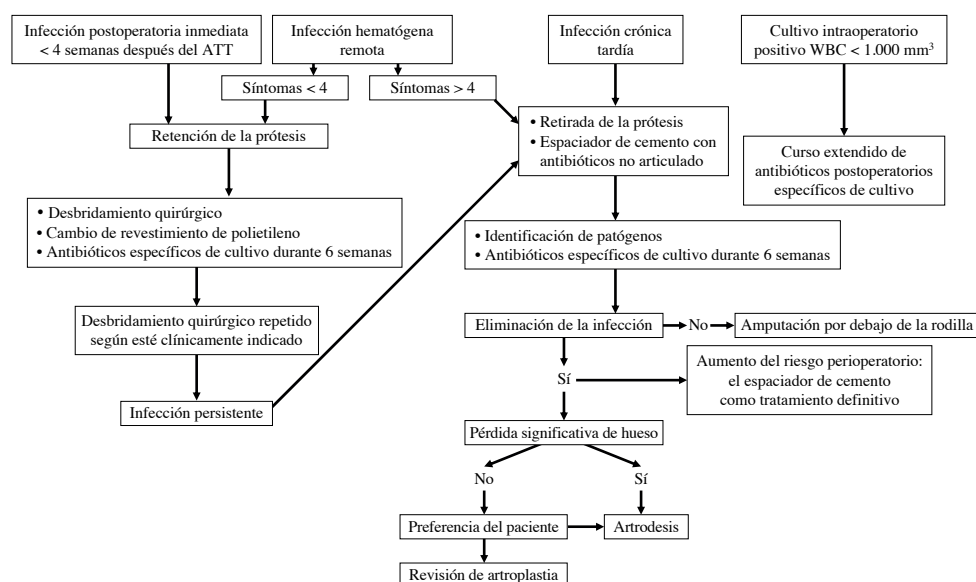 Infección postoperatoria inmediata
< 4 semanas después del ATT
Infección hematógena
remota
Infección crónica
tardía
Cultivo intraoperatorio
positivo WBC < 1.000 mm³
Síntomas < 4
Síntomas > 4
Retención de la prótesis
• Retirada de la prótesis
• Espaciador de cemento con
antibióticos no articulado
Curso extendido de
antibióticos postoperatorios
específicos de cultivo
• Desbridamiento quirúrgico
• Cambio de revestimiento de polietileno
• Antibióticos específicos de cultivo durante 6 semanas
• Identificación de patógenos
• Antibióticos específicos de cultivo durante 6 semanas
Desbridamiento quirúrgico repetido
según esté clínicamente indicado
Eliminación de la infección
No
Amputación por debajo de la rodilla
Infección persistente
Sí
Aumento del riesgo perioperatorio:
el espaciador de cemento
como tratamiento definitivo
Pérdida significativa de hueso
No
Sí
Preferencia del paciente
Artrodesis
Revisión de artroplastia